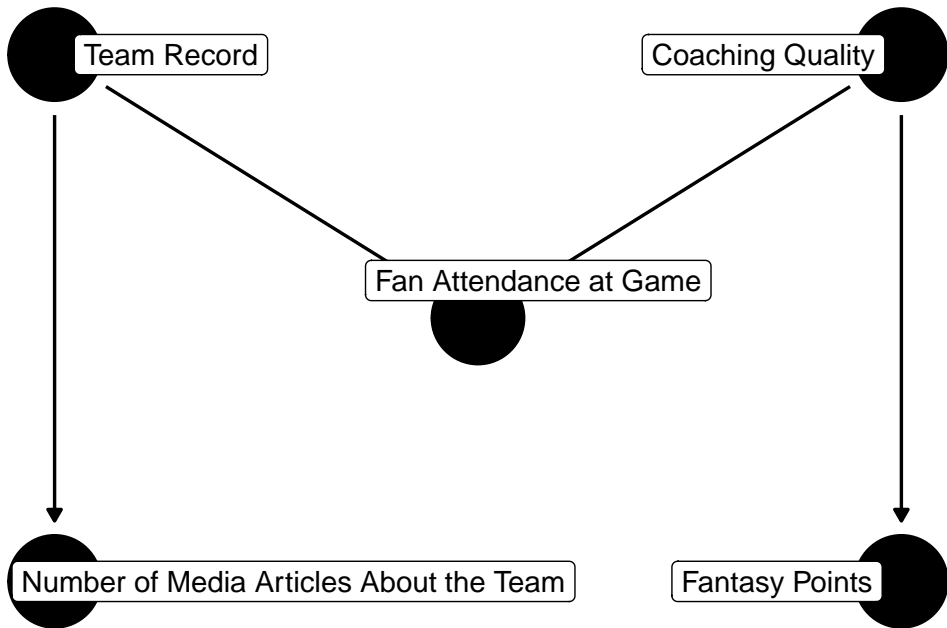 Team Record
Coaching Quality
Fan Attendance at Game
Number of Media Articles About the Team
Fantasy Points